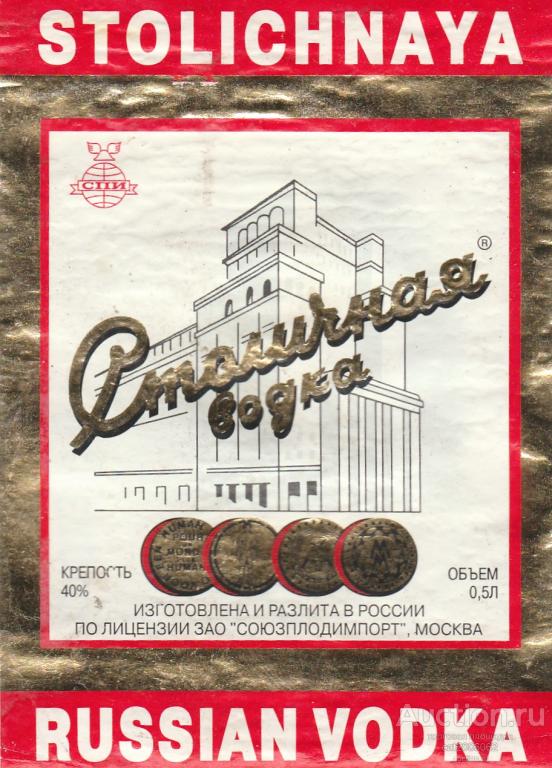 STOLICHNAYA
СПИ
®
Столичная
водка
КРЕПОСТЬ
40%
ОБЪЕМ
0,5Л
ИЗГОТОВЛЕНА И РАЗЛИТА В РОССИИ
ПО ЛИЦЕНЗИИ ЗАО "СОЮЗПЛОДИМПОРТ", МОСКВА
RUSSIAN VODKA
Auction.ru